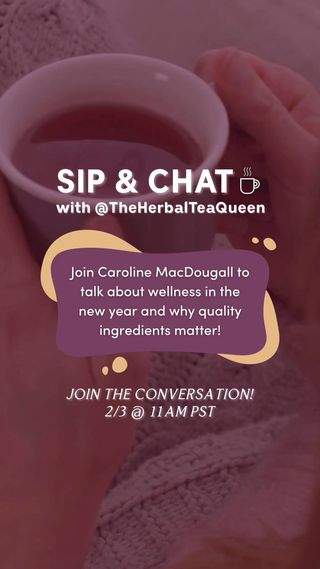 SIP & CHAT
with @TheHerbalTeaQueen
Join Caroline MacDougall to
talk about wellness in the
new year and why quality
ingredients matter!
JOIN THE CONVERSATION!
2/3 @ 11AM PST